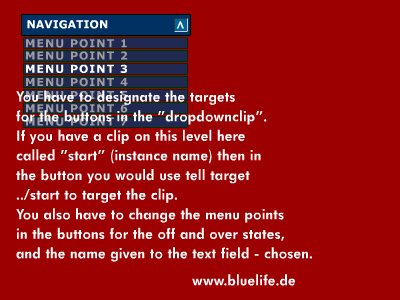 NAVIGATION
MENU POINT 1
MENU POINT 2
MENU POINT 3
MENU POINT 4
MENU POINT 5
MENU POINT 6
MENU POINT 7
You have to designate the targets
for the buttons in the "dropdownclip".
If you have a clip on this level here
called "start" (instance name) then in
the button you would use tell target
../start to target the clip.
You also have to change the menu points
in the buttons for the off and over states,
and the name given to the text field - chosen.
www.bluelife.de